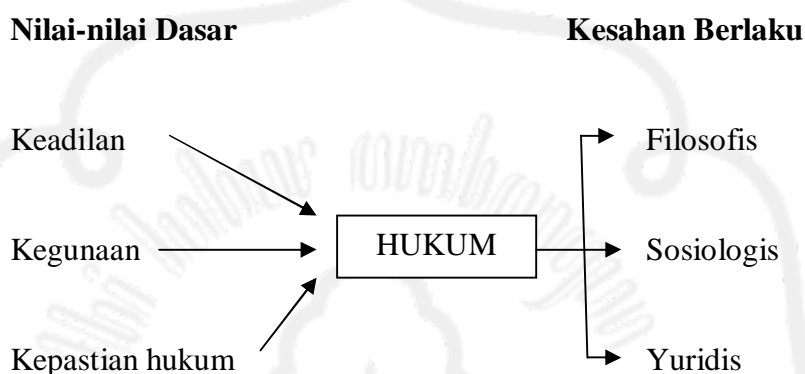 Nilai-nilai Dasar Kesahan Berlaku
Keadilan Filosofis
Kegunaan HUKUM Sosiologis
Kepastian hukum Yuridis